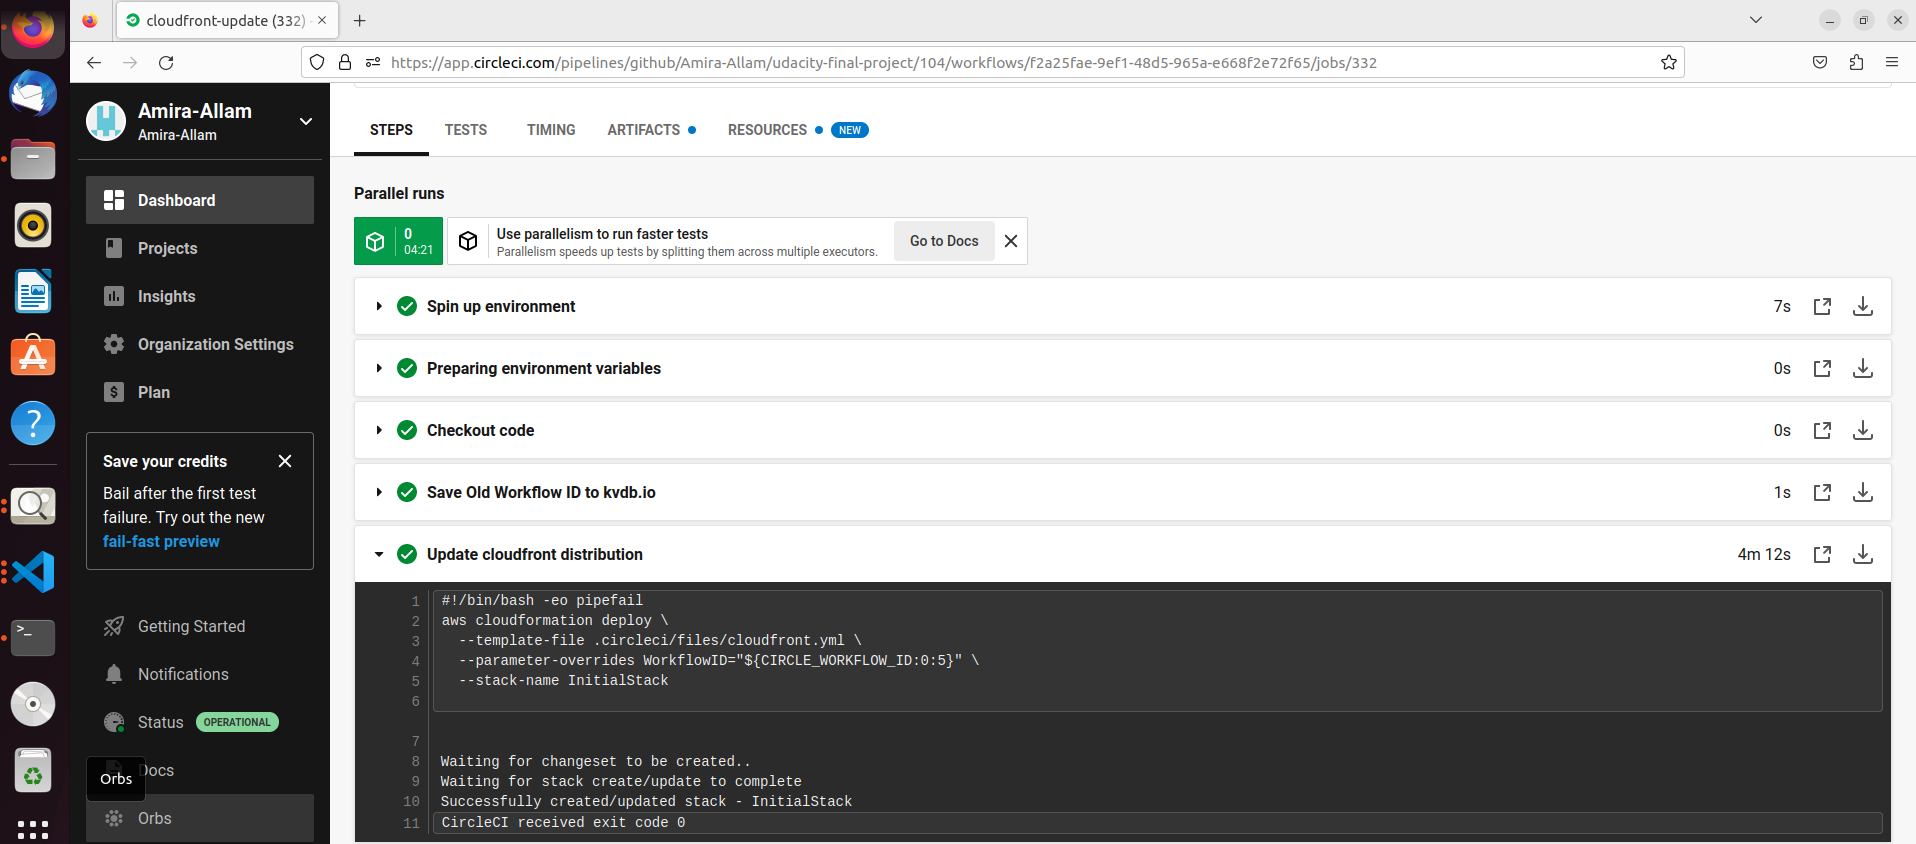 cloudfront-update (332) -
https://app.circleci.com/pipelines/github/Amira-Allam/udacity-final-project/104/workflows/f2a25fae-9ef1-48d5-965a-e668f2e72f65/jobs/332
Amira-Allam
Amira-Allam
Dashboard
Projects
Insights
Organization Settings
Plan
Save your credits
Bail after the first test
failure. Try out the new
fail-fast preview
Getting Started
Notifications
Status OPERATIONAL
Docs
Orbs
Orbs
STEPS TESTS TIMING ARTIFACTS RESOURCES NEW
Parallel runs
0
04:21
Use parallelism to run faster tests
Parallelism speeds up tests by splitting them across multiple executors.
Go to Docs
Spin up environment 7s
Preparing environment variables 0s
Checkout code 0s
Save Old Workflow ID to kvdb.io 1s
Update cloudfront distribution 4m 12s
1 #!/bin/bash -eo pipefail
2 aws cloudformation deploy \
3 --template-file .circleci/files/cloudfront.yml \
4 --parameter-overrides WorkflowID="${CIRCLE_WORKFLOW_ID:0:5}" \
5 --stack-name InitialStack
6
7
8 Waiting for changeset to be created..
9 Waiting for stack create/update to complete
10 Successfully created/updated stack - InitialStack
11 CircleCI received exit code 0